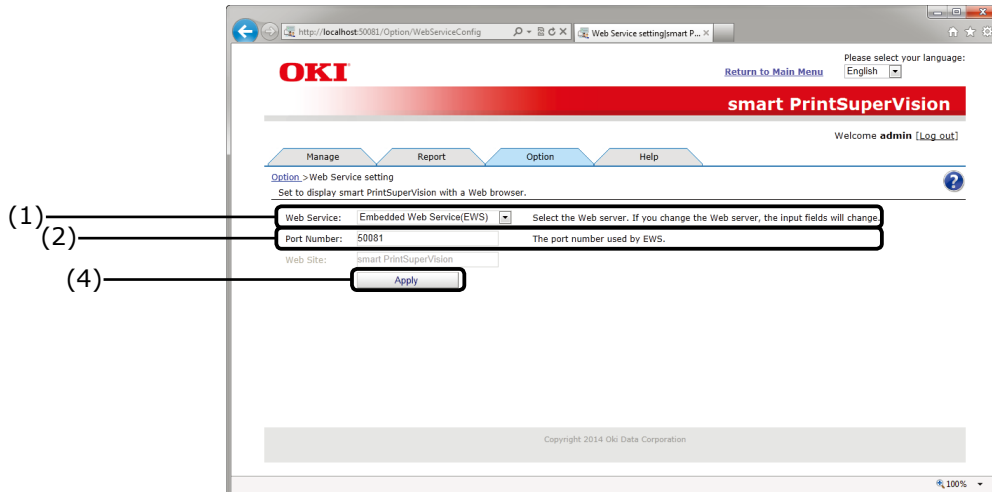 http://localhost:50081/Option/WebServiceConfig
Web Service setting|smart P...
OKI
Return to Main Menu
Please select your language:
English
smart PrintSuperVision
Welcome admin [Log out]
Manage
Report
Option
Help
Option >Web Service setting
Set to display smart PrintSuperVision with a Web browser.
(1)
Web Service: Embedded Web Service(EWS) Select the Web server. If you change the Web server, the input fields will change.
(2)
Port Number: 50081 The port number used by EWS.
Web Site: smart PrintSuperVision
(4)
Apply
Copyright 2014 Oki Data Corporation
100%